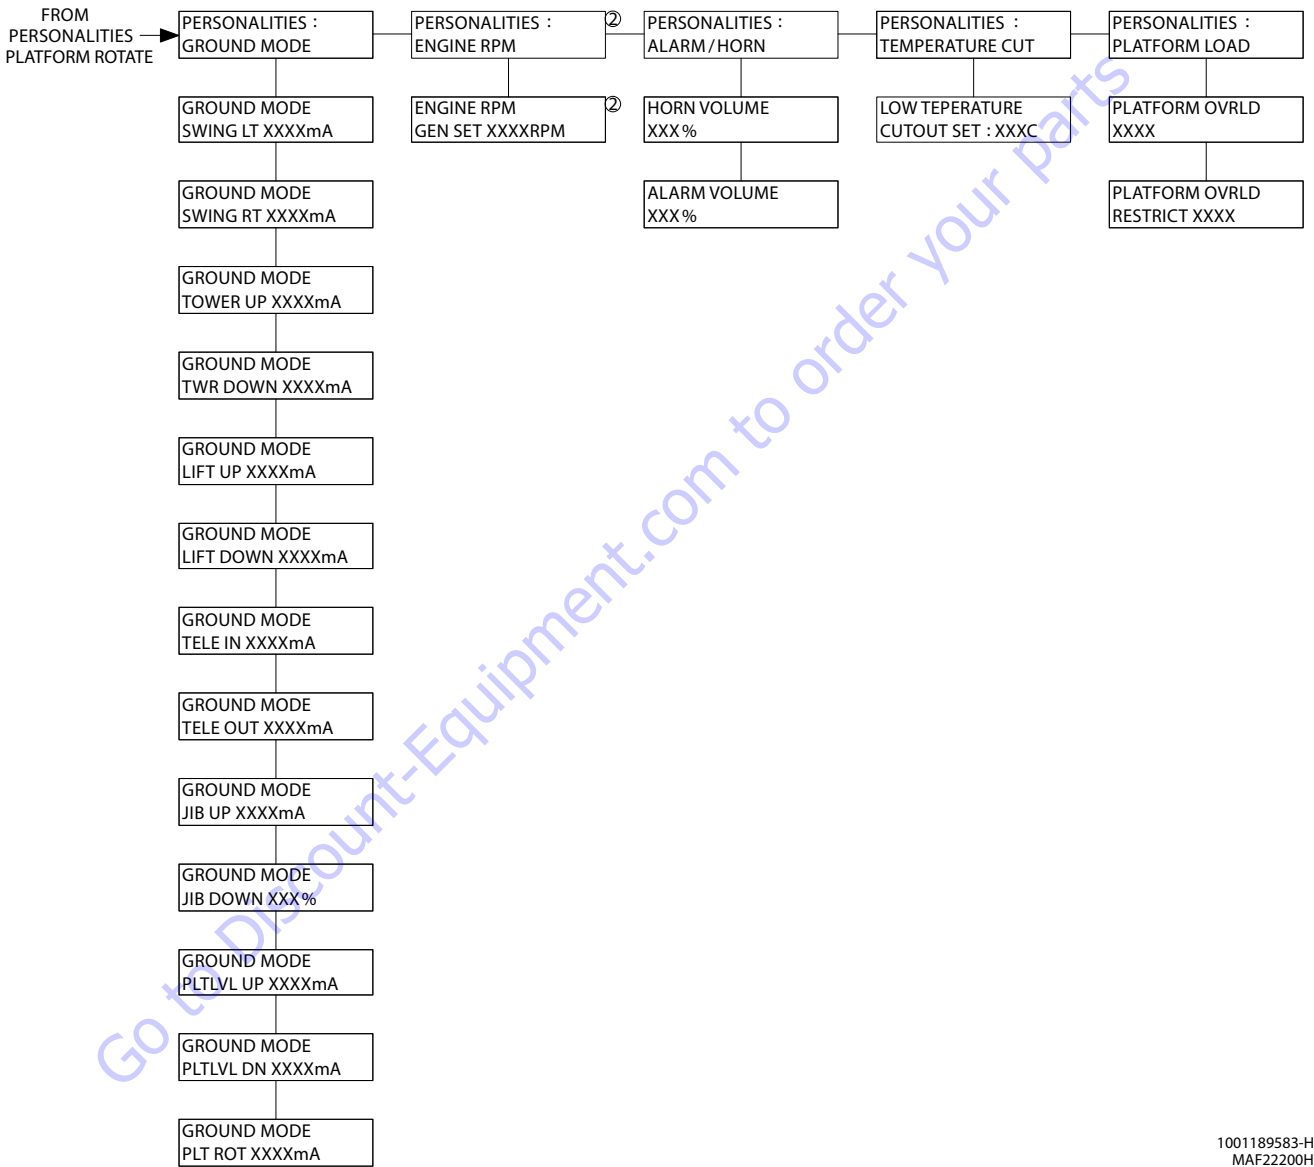 FROM
PERSONALITIES
PLATFORM ROTATE
PERSONALITIES :
GROUND MODE
PERSONALITIES :
ENGINE RPM
②
PERSONALITIES :
ALARM/HORN
PERSONALITIES :
TEMPERATURE CUT
PERSONALITIES :
PLATFORM LOAD
GROUND MODE
SWING LT XXXXmA
ENGINE RPM
GEN SET XXXXRPM
②
HORN VOLUME
XXX%
LOW TEPERATURE
CUTOUT SET : XXXC
PLATFORM OVRLD
XXXX
GROUND MODE
SWING RT XXXXmA
ALARM VOLUME
XXX%
PLATFORM OVRLD
RESTRICT XXXX
GROUND MODE
TOWER UP XXXXmA
GROUND MODE
TWR DOWN XXXXmA
GROUND MODE
LIFT UP XXXXmA
GROUND MODE
LIFT DOWN XXXXmA
GROUND MODE
TELE IN XXXXmA
GROUND MODE
TELE OUT XXXXmA
GROUND MODE
JIB UP XXXXmA
GROUND MODE
JIB DOWN XXX%
GROUND MODE
PLTLVL UP XXXXmA
GROUND MODE
PLTLVL DN XXXXmA
GROUND MODE
PLT ROT XXXXmA
Go to Discount-Equipment.com to order your parts
1001189583-H
MAF22200H